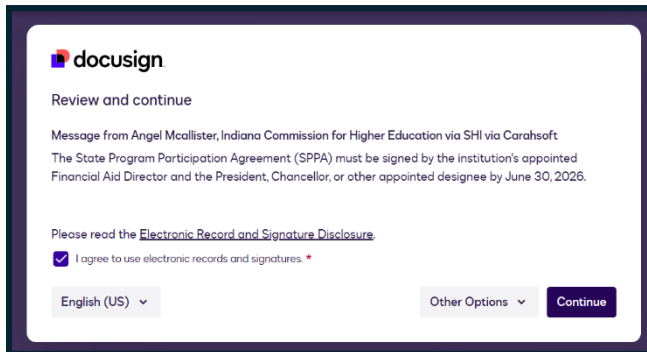 docusign
Review and continue
Message from Angel Mcallister, Indiana Commission for Higher Education via SHI via Carahsoft
The State Program Participation Agreement (SPPA) must be signed by the institution's appointed
Financial Aid Director and the President, Chancellor, or other appointed designee by June 30, 2026.
Please read the Electronic Record and Signature Disclosure.
I agree to use electronic records and signatures. *
English (US) Other Options Continue